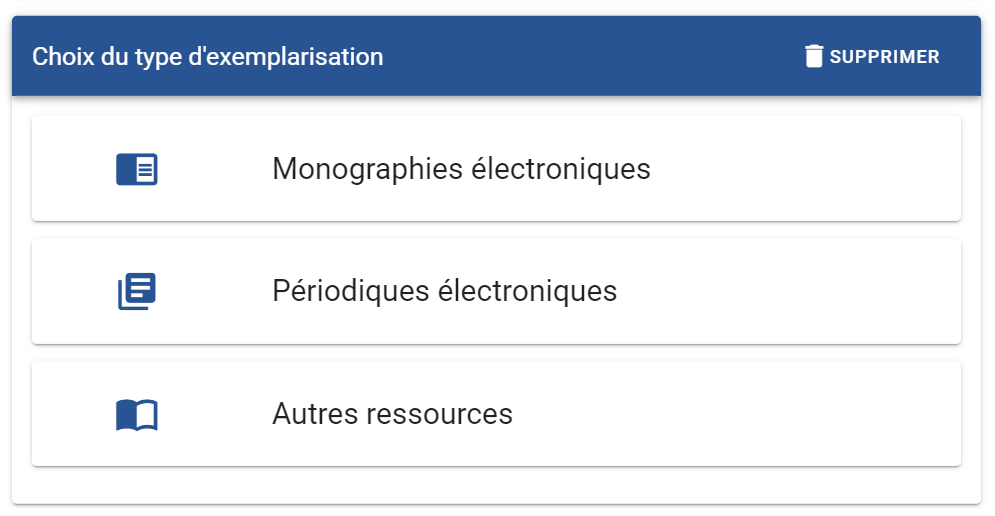 Choix du type d'exemplarisation
SUPPRIMER
Monographies électroniques
Périodiques électroniques
Autres ressources